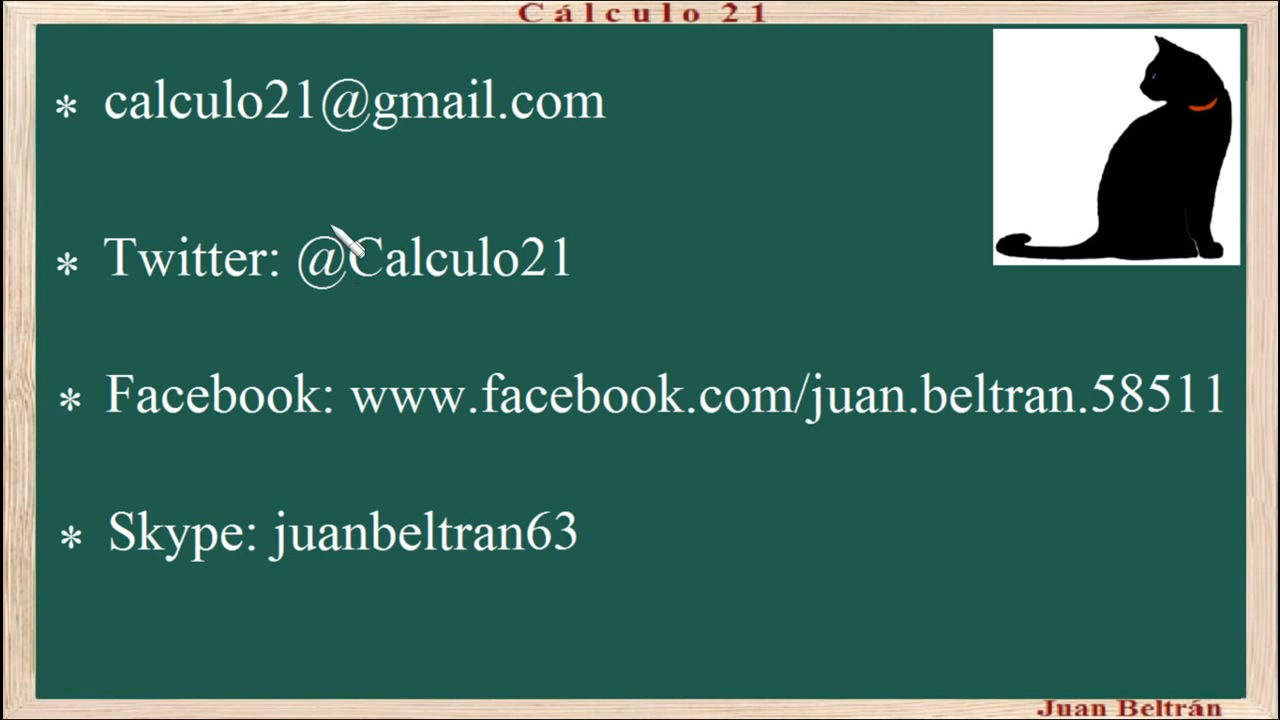 Cálculo 21
* calculo21@gmail.com
* Twitter: @Calculo21
* Facebook: www.facebook.com/juan.beltran.58511
* Skype: juanbeltran63
Juan Beltrán